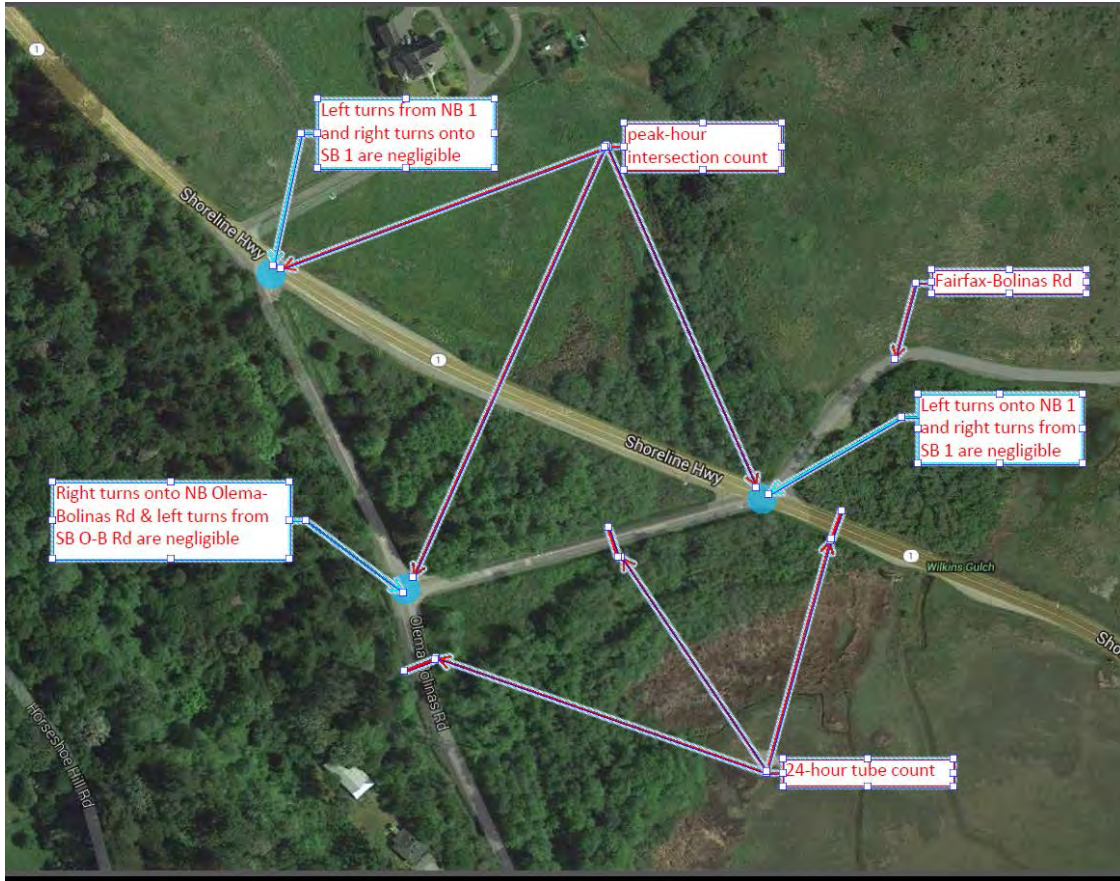 1
Left turns from NB 1
and right turns onto
SB 1 are negligible
peak-hour
intersection count
Shoreline Hwy
Fairfax-Bolinas Rd
1
Left turns onto NB 1
and right turns from
SB 1 are negligible
Shoreline Hwy
Right turns onto NB Olema-
Bolinas Rd & left turns from
SB O-B Rd are negligible
1
Wilkins Gulch
Sho
Olema Bolinas Rd
Horseshoe Hill Rd
24-hour tube count